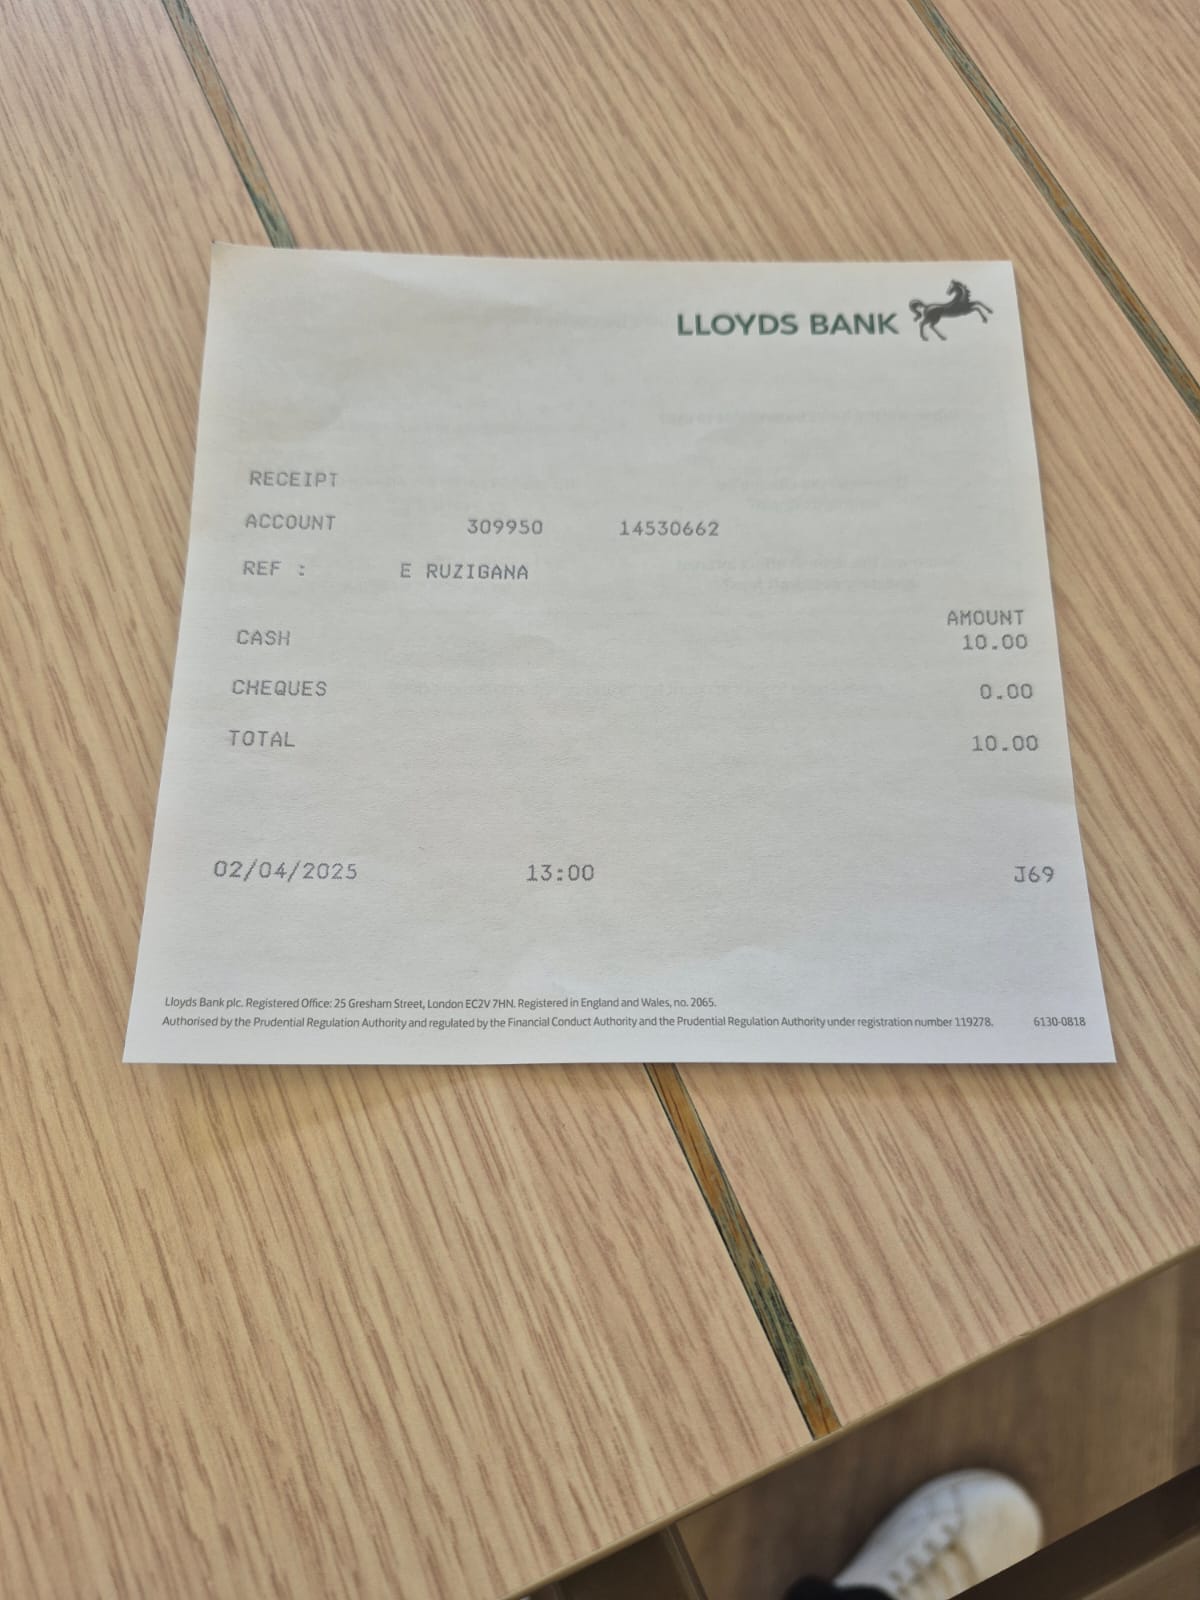 LLOYDS BANK
RECEIPT
ACCOUNT 309950 14530662
REF : E RUZIGANA
AMOUNT
CASH 10.00
CHEQUES 0.00
TOTAL 10.00
02/04/2025 13:00 J69
Lloyds Bank plc. Registered Office: 25 Gresham Street, London EC2V 7HN. Registered in England and Wales, no. 2065.
Authorised by the Prudential Regulation Authority and regulated by the Financial Conduct Authority and the Prudential Regulation Authority under registration number 119278. 6130-0818